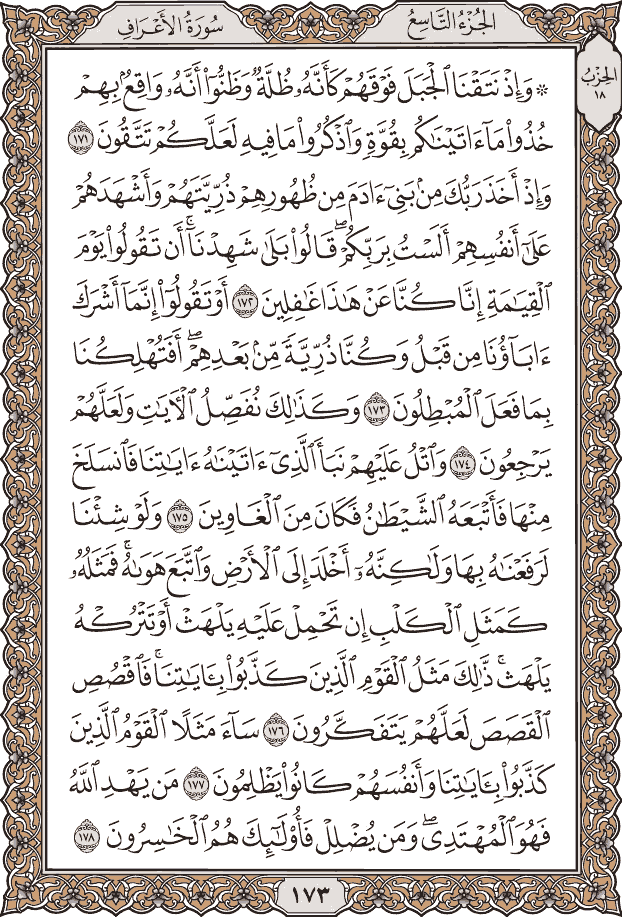 الجُزْءُ التَّاسِعُ
سُورَةُ الأَعْرَافِ
الحِزْبُ
١٨
۞ وَإِذْ نَتَقْنَا ٱلْجَبَلَ فَوْقَهُمْ كَأَنَّهُۥ ظُلَّةٌ وَظَنُّوٓا۟ أَنَّهُۥ وَاقِعٌۢ بِهِمْ
خُذُوا۟ مَآ ءَاتَيْنَٰكُم بِقُوَّةٍ وَٱذْكُرُوا۟ مَا فِيهِ لَعَلَّكُمْ تَتَّقُونَ ١٧١
وَإِذْ أَخَذَ رَبُّكَ مِنۢ بَنِىٓ ءَادَمَ مِن ظُهُورِهِمْ ذُرِّيَّتَهُمْ وَأَشْهَدَهُمْ
عَلَىٰٓ أَنفُسِهِمْ أَلَسْتُ بِرَبِّكُمْ ۖ قَالُوا۟ بَلَىٰ شَهِدْنَآ ۚ أَن تَقُولُوا۟ يَوْمَ
ٱلْقِيَٰمَةِ إِنَّا كُنَّا عَنْ هَٰذَا غَٰفِلِينَ ١٧٢ أَوْ تَقُولُوٓا۟ إِنَّمَآ أَشْرَكَ
ءَابَآؤُنَا مِن قَبْلُ وَكُنَّا ذُرِّيَّةً مِّنۢ بَعْدِهِمْ ۖ أَفَتُهْلِكُنَا
بِمَا فَعَلَ ٱلْمُبْطِلُونَ ١٧٣ وَكَذَٰلِكَ نُفَصِّلُ ٱلْـَٔايَٰتِ وَلَعَلَّهُمْ
يَرْجِعُونَ ١٧٤ وَٱتْلُ عَلَيْهِمْ نَبَأَ ٱلَّذِىٓ ءَاتَيْنَٰهُ ءَايَٰتِنَا فَٱنسَلَخَ
مِنْهَا فَأَتْبَعَهُ ٱلشَّيْطَٰنُ فَكَانَ مِنَ ٱلْغَاوِينَ ١٧٥ وَلَوْ شِئْنَا
لَرَفَعْنَٰهُ بِهَا وَلَٰكِنَّهُۥٓ أَخْلَدَ إِلَى ٱلْأَرْضِ وَٱتَّبَعَ هَوَىٰهُ ۚ فَمَثَلُهُۥ
كَمَثَلِ ٱلْكَلْبِ إِن تَحْمِلْ عَلَيْهِ يَلْهَثْ أَوْ تَتْرُكْهُ
يَلْهَث ۚ ذَّٰلِكَ مَثَلُ ٱلْقَوْمِ ٱلَّذِينَ كَذَّبُوا۟ بِـَٔايَٰتِنَا ۚ فَٱقْصُصِ
ٱلْقَصَصَ لَعَلَّهُمْ يَتَفَكَّرُونَ ١٧٦ سَآءَ مَثَلًا ٱلْقَوْمُ ٱلَّذِينَ
كَذَّبُوا۟ بِـَٔايَٰتِنَا وَأَنفُسَهُمْ كَانُوا۟ يَظْلِمُونَ ١٧٧ مَن يَهْدِ ٱللَّهُ
فَهُوَ ٱلْمُهْتَدِى ۖ وَمَن يُضْلِلْ فَأُو۟لَٰٓئِكَ هُمُ ٱلْخَٰسِرُونَ ١٧٨
١٧٣